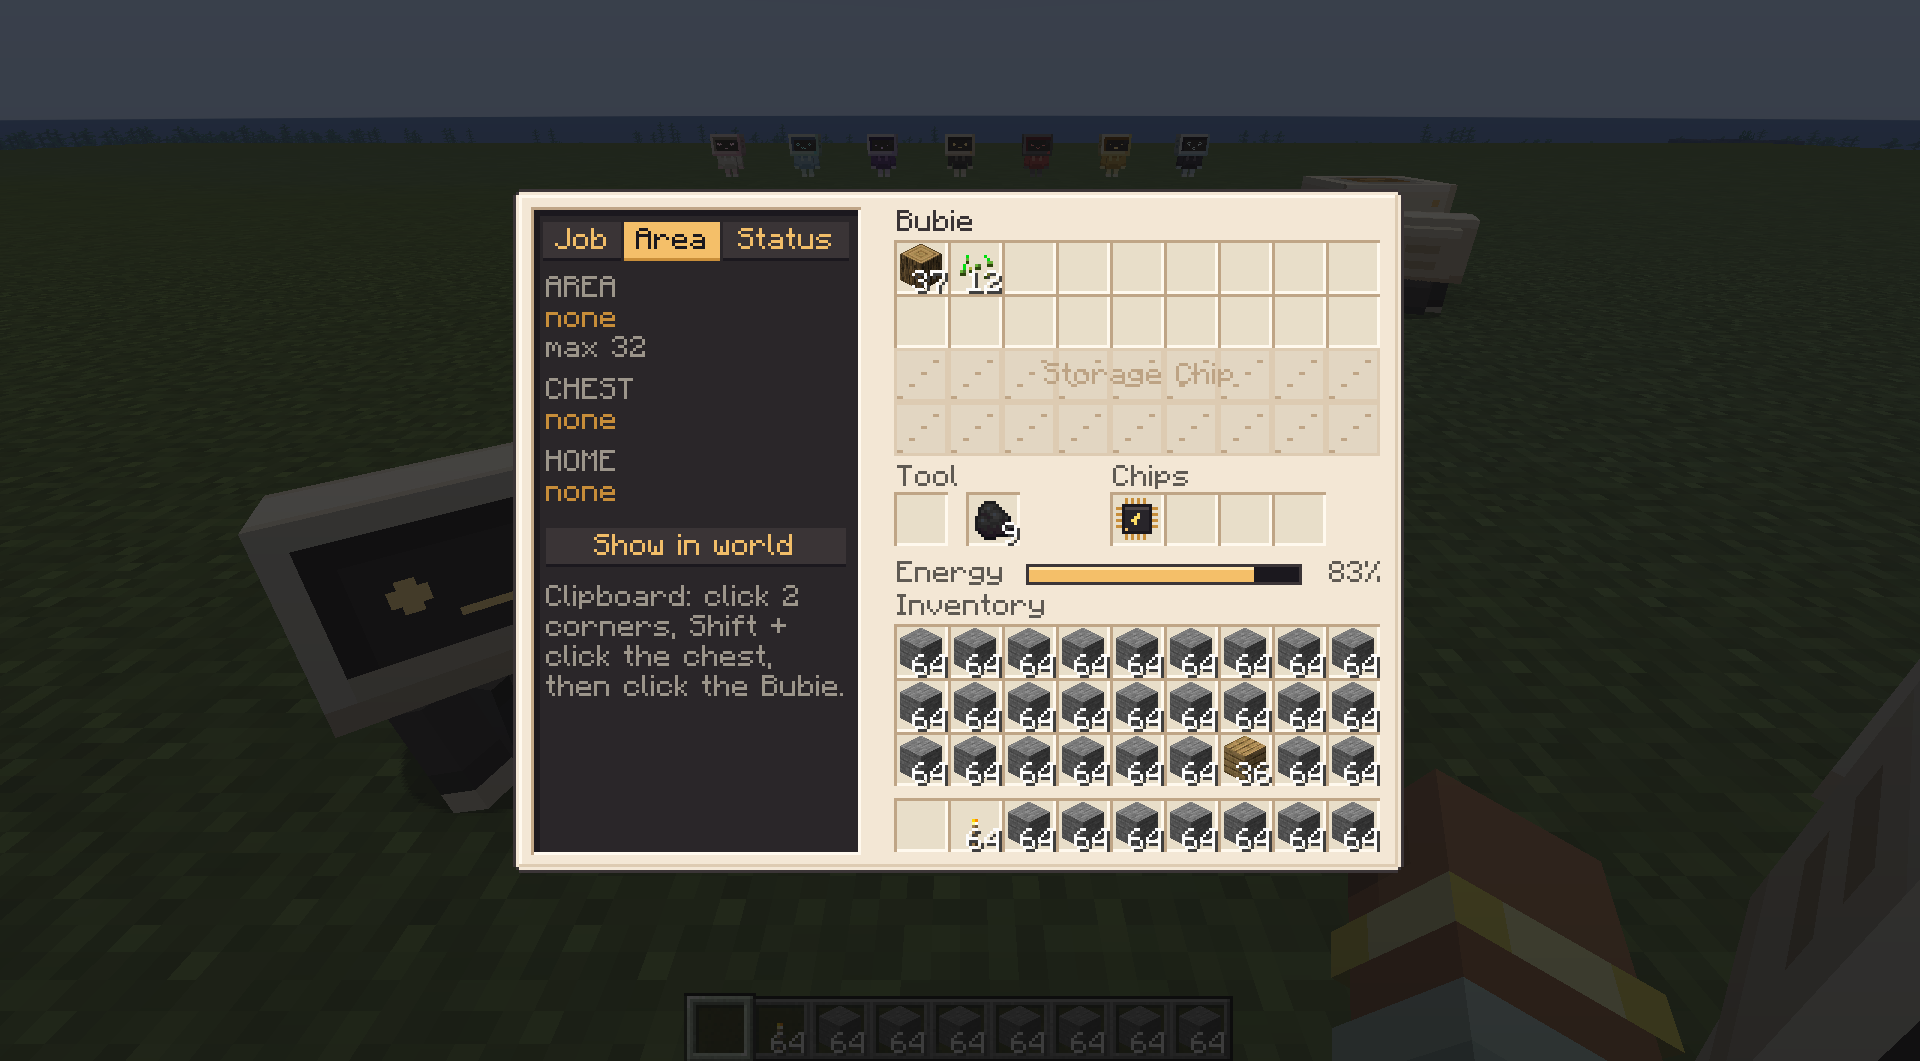 Job Area Status
AREA
none
max 32
CHEST
none
HOME
none
Show in world
Clipboard: click 2
corners, Shift +
click the chest,
then click the Bubie.
Bubie
37 12
Storage Chip
Tool Chips
9
Energy 83%
Inventory
64 64 64 64 64 64 64 64 64
64 64 64 64 64 64 64 64 64
64 64 64 64 64 64 36 64 64
64 64 64 64 64 64 64 64
64 64 64 64 64 64 64 64